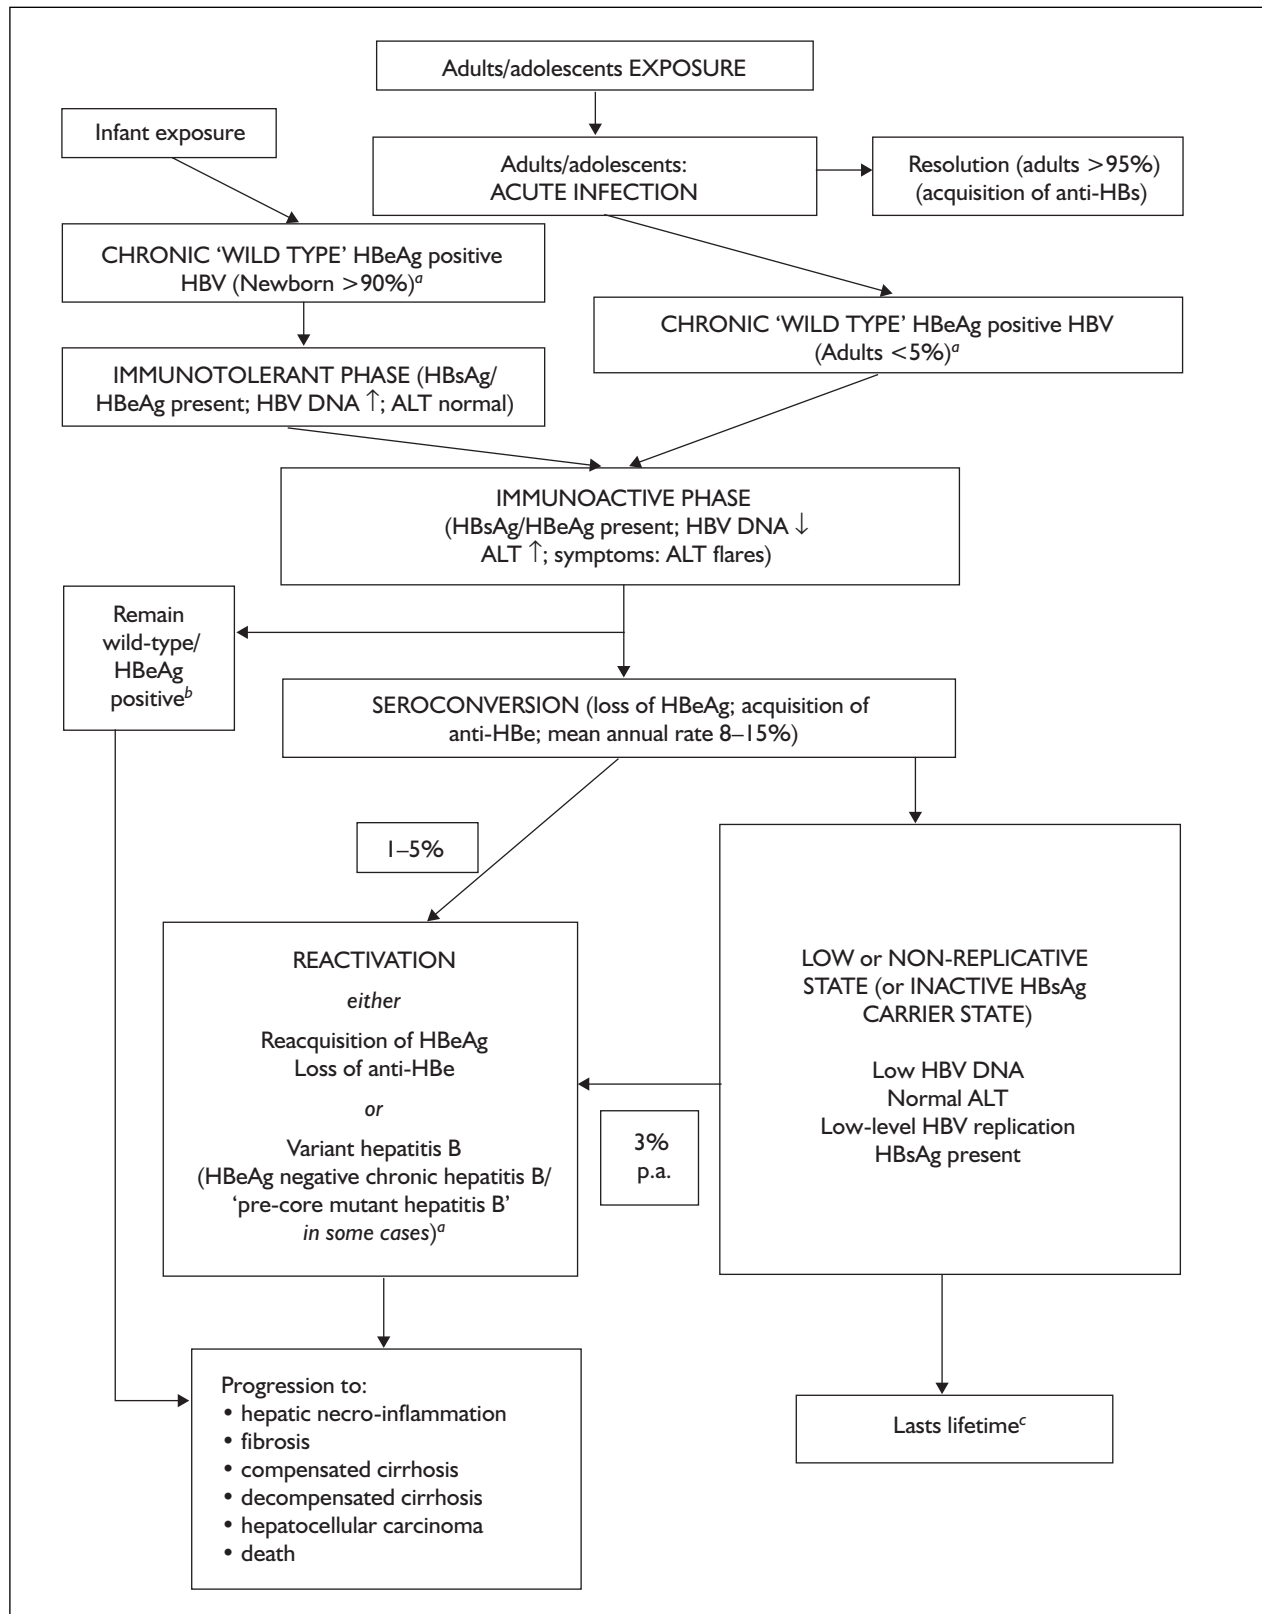 Adults/adolescents EXPOSURE
Infant exposure
Adults/adolescents:
ACUTE INFECTION
Resolution (adults >95%)
(acquisition of anti-HBs)
CHRONIC ‘WILD TYPE’ HBeAg positive
HBV (Newborn >90%)a
CHRONIC ‘WILD TYPE’ HBeAg positive HBV
(Adults <5%)a
IMMUNOTOLERANT PHASE (HBsAg/
HBeAg present; HBV DNA ↑; ALT normal)
IMMUNOACTIVE PHASE
(HBsAg/HBeAg present; HBV DNA ↓
ALT ↑; symptoms: ALT flares)
Remain
wild-type/
HBeAg
positiveb
SEROCONVERSION (loss of HBeAg; acquisition of
anti-HBe; mean annual rate 8–15%)
1–5%
REACTIVATION
either
Reacquisition of HBeAg
Loss of anti-HBe
or
Variant hepatitis B
(HBeAg negative chronic hepatitis B/
‘pre-core mutant hepatitis B’
in some cases)a
3%
p.a.
LOW or NON-REPLICATIVE
STATE (or INACTIVE HBsAg
CARRIER STATE)
Low HBV DNA
Normal ALT
Low-level HBV replication
HBsAg present
Progression to:
• hepatic necro-inflammation
• fibrosis
• compensated cirrhosis
• decompensated cirrhosis
• hepatocellular carcinoma
• death
Lasts lifetimec